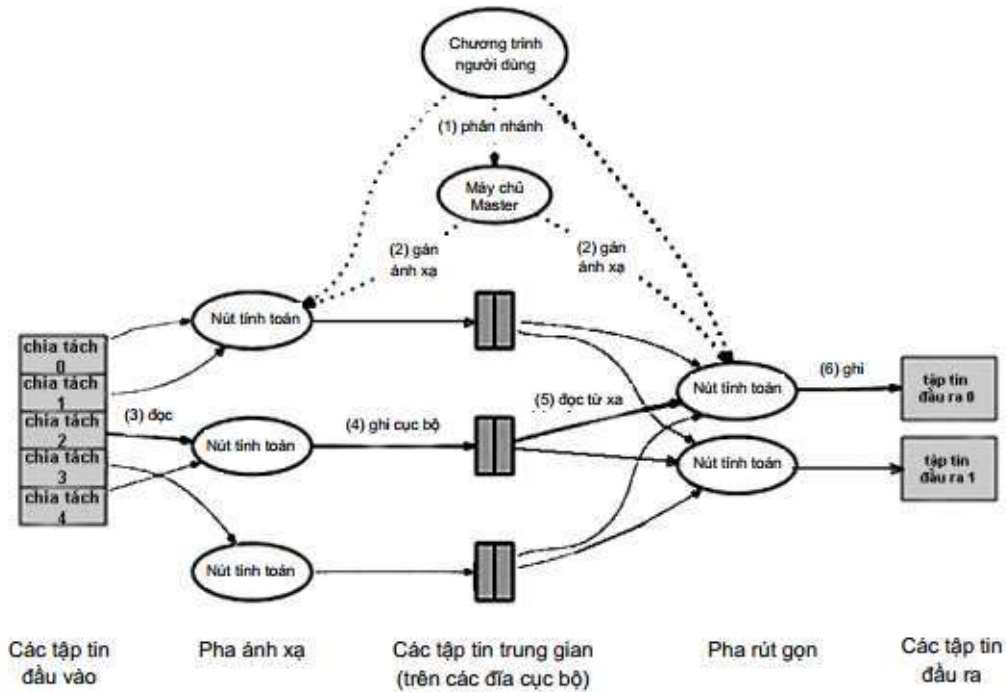 Chương trình
người dùng
(1) phân nhánh
Máy chủ
Master
(2) gán
ánh xạ
(2) gán
ánh xạ
Nút tính toán
chia tách
0
chia tách
1
chia tách
2
chia tách
3
chia tách
4
(3) đọc
Nút tính toán
(4) ghi cục bộ
(5) đọc từ xa
Nút tính toán
(6) ghi
tập tin
đầu ra 0
Nút tính toán
tập tin
đầu ra 1
Nút tính toán
Các tập tin
đầu vào
Pha ánh xạ
Các tập tin trung gian
(trên các đĩa cục bộ)
Pha rút gọn
Các tập tin
đầu ra